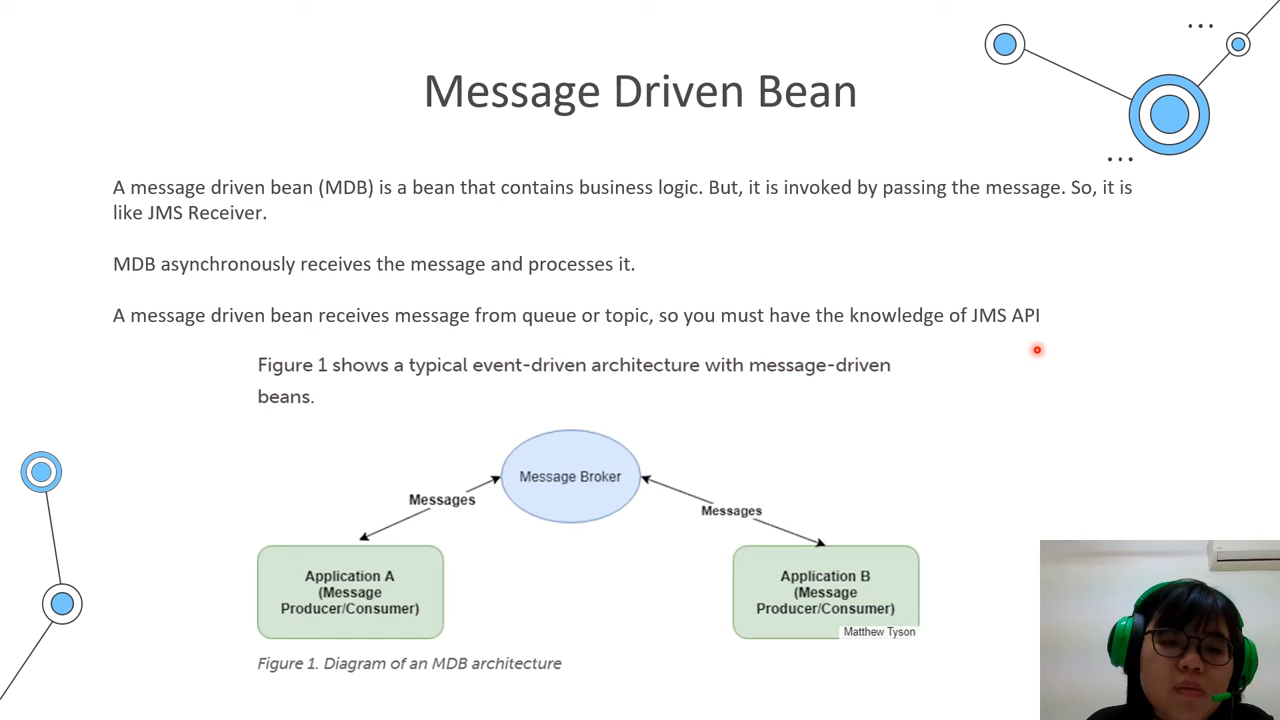 Message Driven Bean
A message driven bean (MDB) is a bean that contains business logic. But, it is invoked by passing the message. So, it is
like JMS Receiver.
MDB asynchronously receives the message and processes it.
A message driven bean receives message from queue or topic, so you must have the knowledge of JMS API
Figure 1 shows a typical event-driven architecture with message-driven
beans.
Message Broker
Messages
Messages
Application A
(Message
Producer/Consumer)
Application B
(Message
Producer/Consumer)
Matthew Tyson
Figure 1. Diagram of an MDB architecture